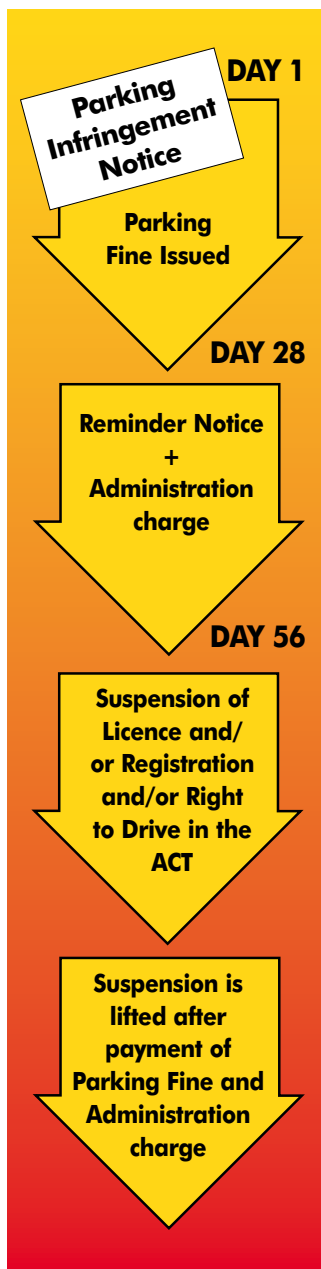 DAY 1
Parking
Infringement
Notice
Parking
Fine Issued
DAY 28
Reminder Notice
+
Administration
charge
DAY 56
Suspension of
Licence and/
or Registration
and/or Right
to Drive in the
ACT
Suspension is
lifted after
payment of
Parking Fine and
Administration
charge